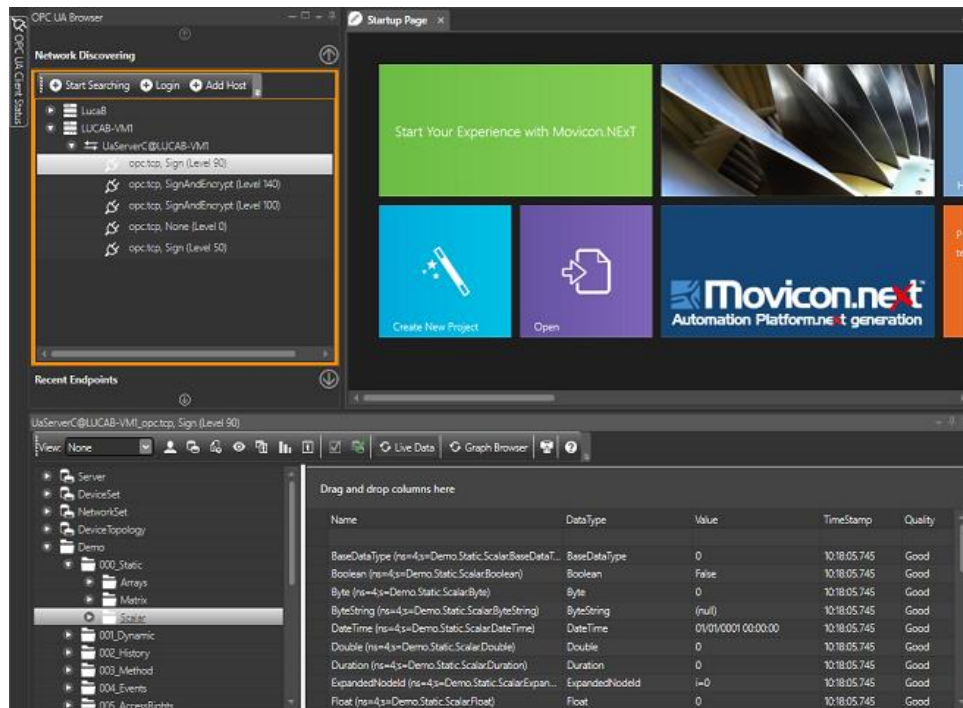 OPC UA Browser
OPC UA Client Status
Network Discovering
Start Searching Login Add Host
LucaB
LUCAB-VM1
UaServerC@LUCAB-VM1
opc.tcp, Sign (Level 90)
opc.tcp, SignAndEncrypt (Level 140)
opc.tcp, SignAndEncrypt (Level 100)
opc.tcp, None (Level 0)
opc.tcp, Sign (Level 50)
Recent Endpoints
Startup Page
Start Your Experience with Movicon.NExT
Create New Project
Open
Movicon.next
Automation Platform.next generation
UaServerC@LUCAB-VM1_opc.tcp, Sign (Level 90)
View: None Live Data Graph Browser
Server
DeviceSet
NetworkSet
DeviceTopology
Demo
000_Static
Arrays
Matrix
Scalar
001_Dynamic
002_History
003_Method
004_Events
005_AccessRights
Drag and drop columns here
Name DataType Value TimeStamp Quality
BaseDataType (ns=4;s=Demo.Static.Scalar.BaseDataT... BaseDataType 0 10:18:05.745 Good
Boolean (ns=4;s=Demo.Static.Scalar.Boolean) Boolean False 10:18:05.745 Good
Byte (ns=4;s=Demo.Static.Scalar.Byte) Byte 0 10:18:05.745 Good
ByteString (ns=4;s=Demo.Static.Scalar.ByteString) ByteString (null) 10:18:05.745 Good
DateTime (ns=4;s=Demo.Static.Scalar.DateTime) DateTime 01/01/0001 00:00:00 10:18:05.745 Good
Double (ns=4;s=Demo.Static.Scalar.Double) Double 0 10:18:05.745 Good
Duration (ns=4;s=Demo.Static.Scalar.Duration) Duration 0 10:18:05.745 Good
ExpandedNodeId (ns=4;s=Demo.Static.Scalar.Expan... ExpandedNodeId i=0 10:18:05.745 Good
Float (ns=4;s=Demo.Static.Scalar.Float) Float 0 10:18:05.745 Good